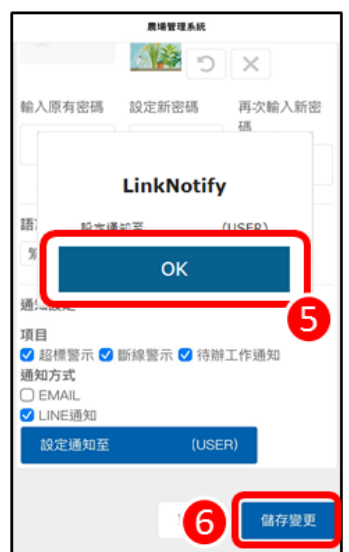 農場管理系統
輸入原有密碼 設定新密碼 再次輸入新密碼
LinkNotify
設定通知至 (USER)
OK
5
項目
超標警示 斷線警示 待辦工作通知
通知方式
EMAIL
LINE通知
設定通知至 (USER)
6 儲存變更